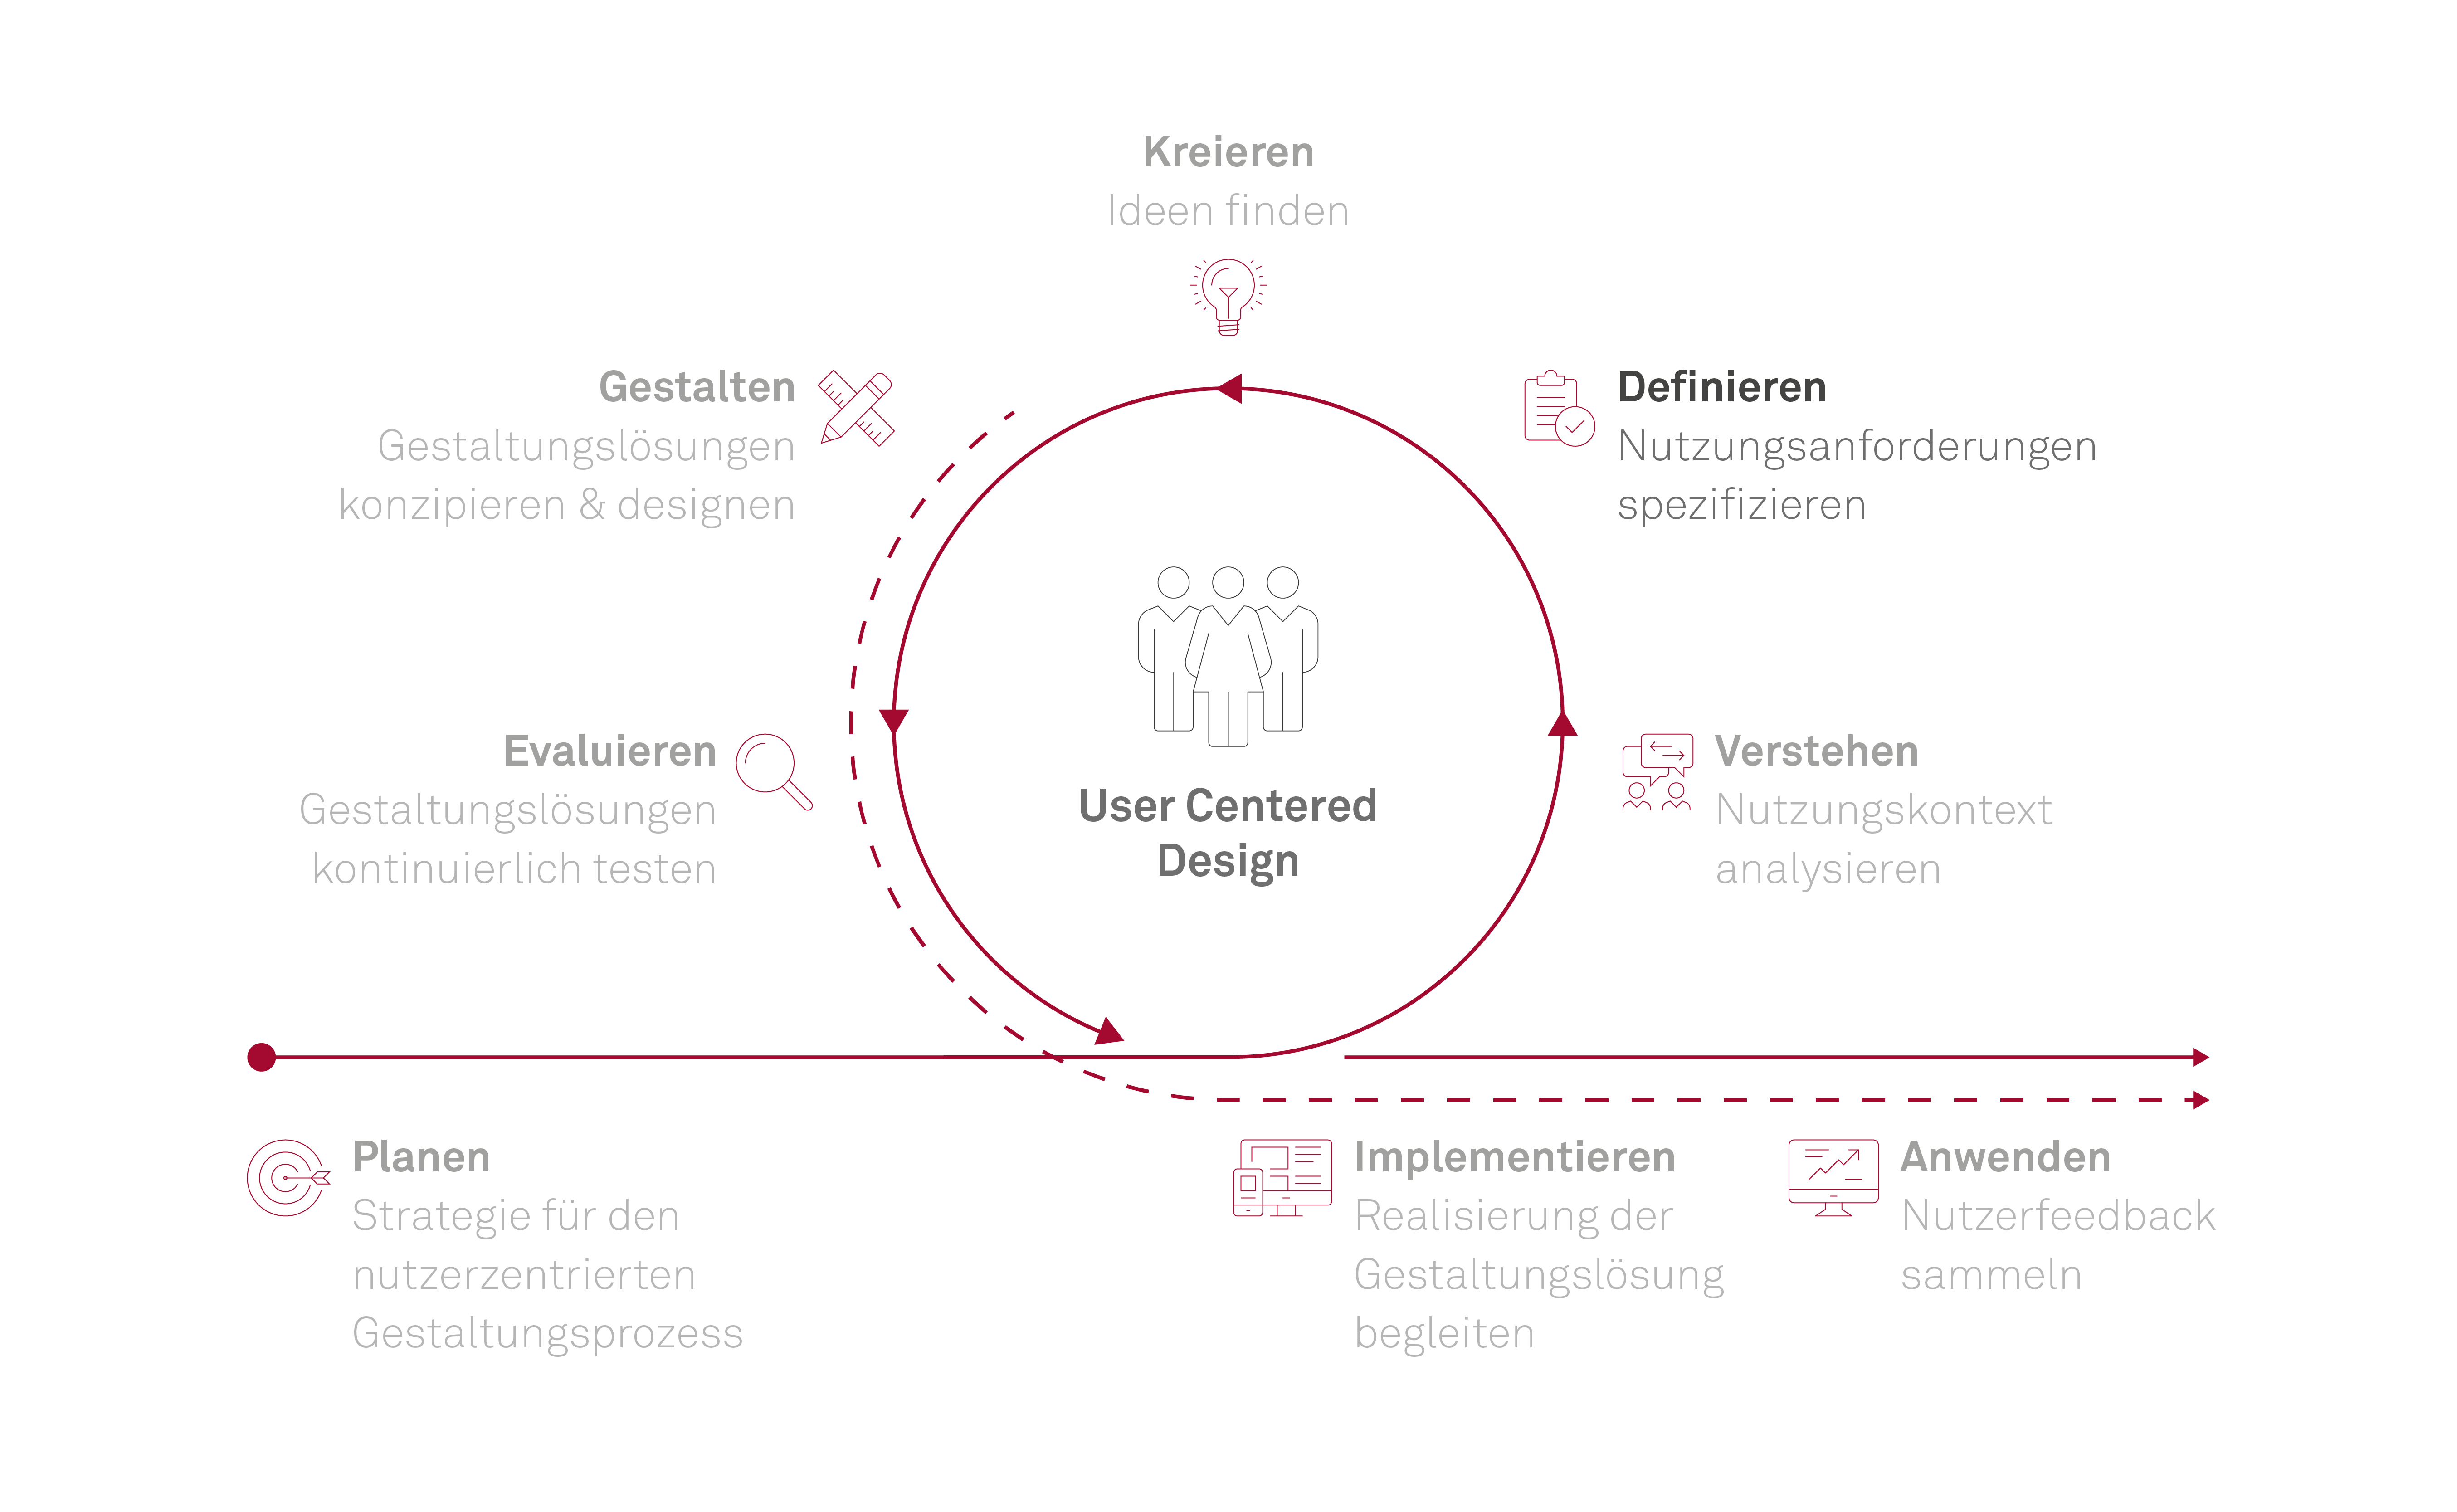 Kreieren
Ideen finden
Gestalten
Gestaltungslösungen
konzipieren & designen
Definieren
Nutzungsanforderungen
spezifizieren
Evaluieren
Gestaltungslösungen
kontinuierlich testen
User Centered
Design
Verstehen
Nutzungskontext
analysieren
Planen
Strategie für den
nutzerzentrierten
Gestaltungsprozess
Implementieren
Realisierung der
Gestaltungslösung
begleiten
Anwenden
Nutzerfeedback
sammeln